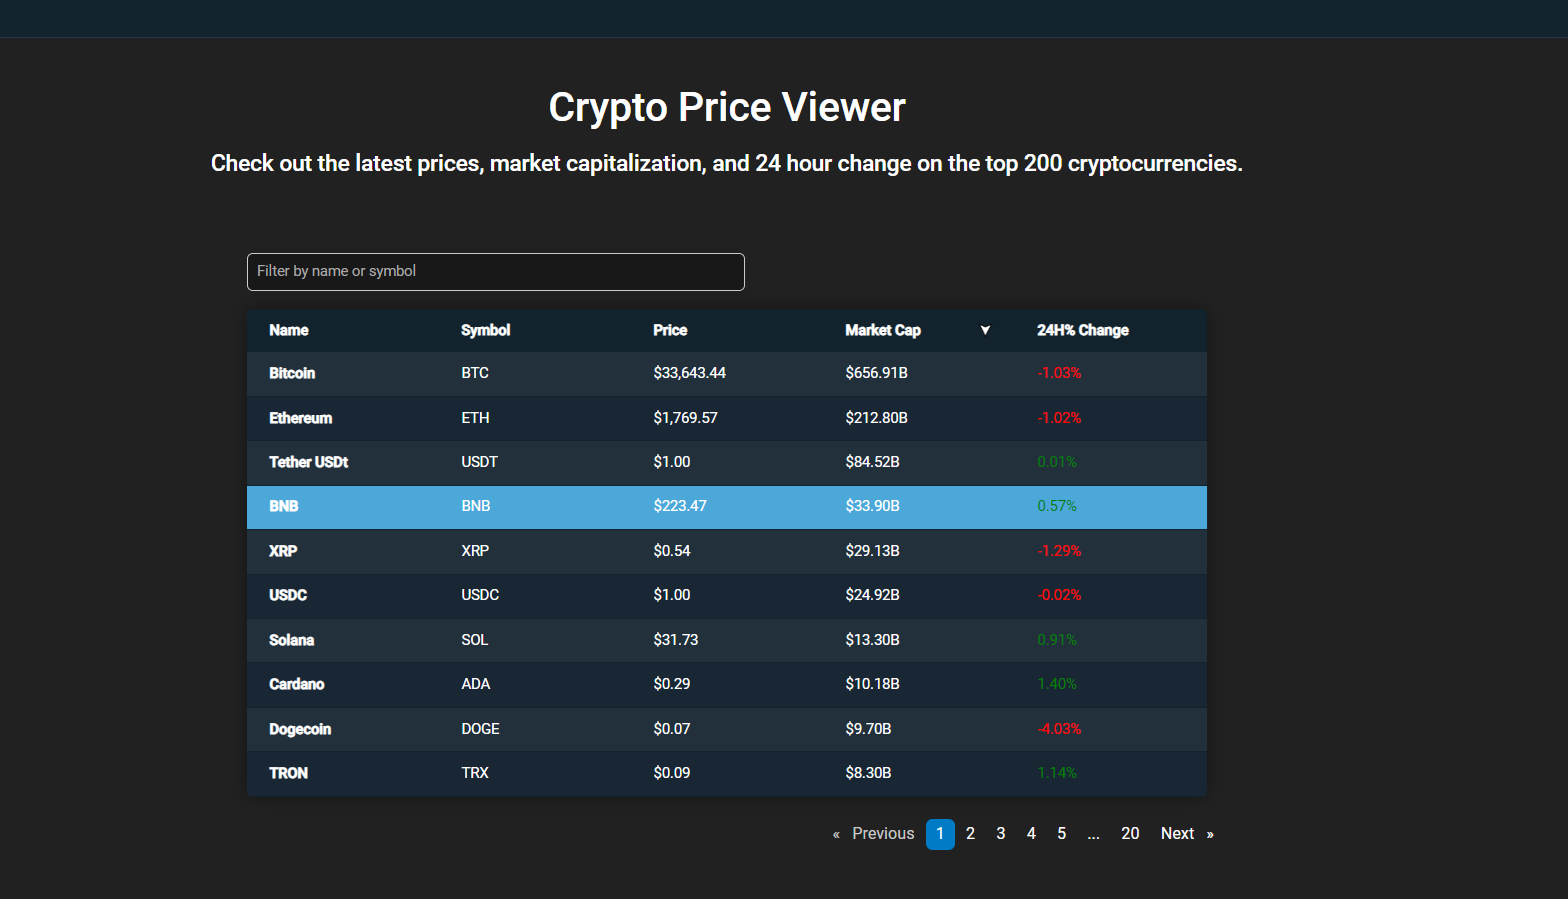 Crypto Price Viewer
Check out the latest prices, market capitalization, and 24 hour change on the top 200 cryptocurrencies.
Filter by name or symbol
Name Symbol Price Market Cap 24H% Change
Bitcoin BTC $33,643.44 $656.91B -1.03%
Ethereum ETH $1,769.57 $212.80B -1.02%
Tether USDt USDT $1.00 $84.52B 0.01%
BNB BNB $223.47 $33.90B 0.57%
XRP XRP $0.54 $29.13B -1.29%
USDC USDC $1.00 $24.92B -0.02%
Solana SOL $31.73 $13.30B 0.91%
Cardano ADA $0.29 $10.18B 1.40%
Dogecoin DOGE $0.07 $9.70B -4.03%
TRON TRX $0.09 $8.30B 1.14%
« Previous 1 2 3 4 5 ... 20 Next »